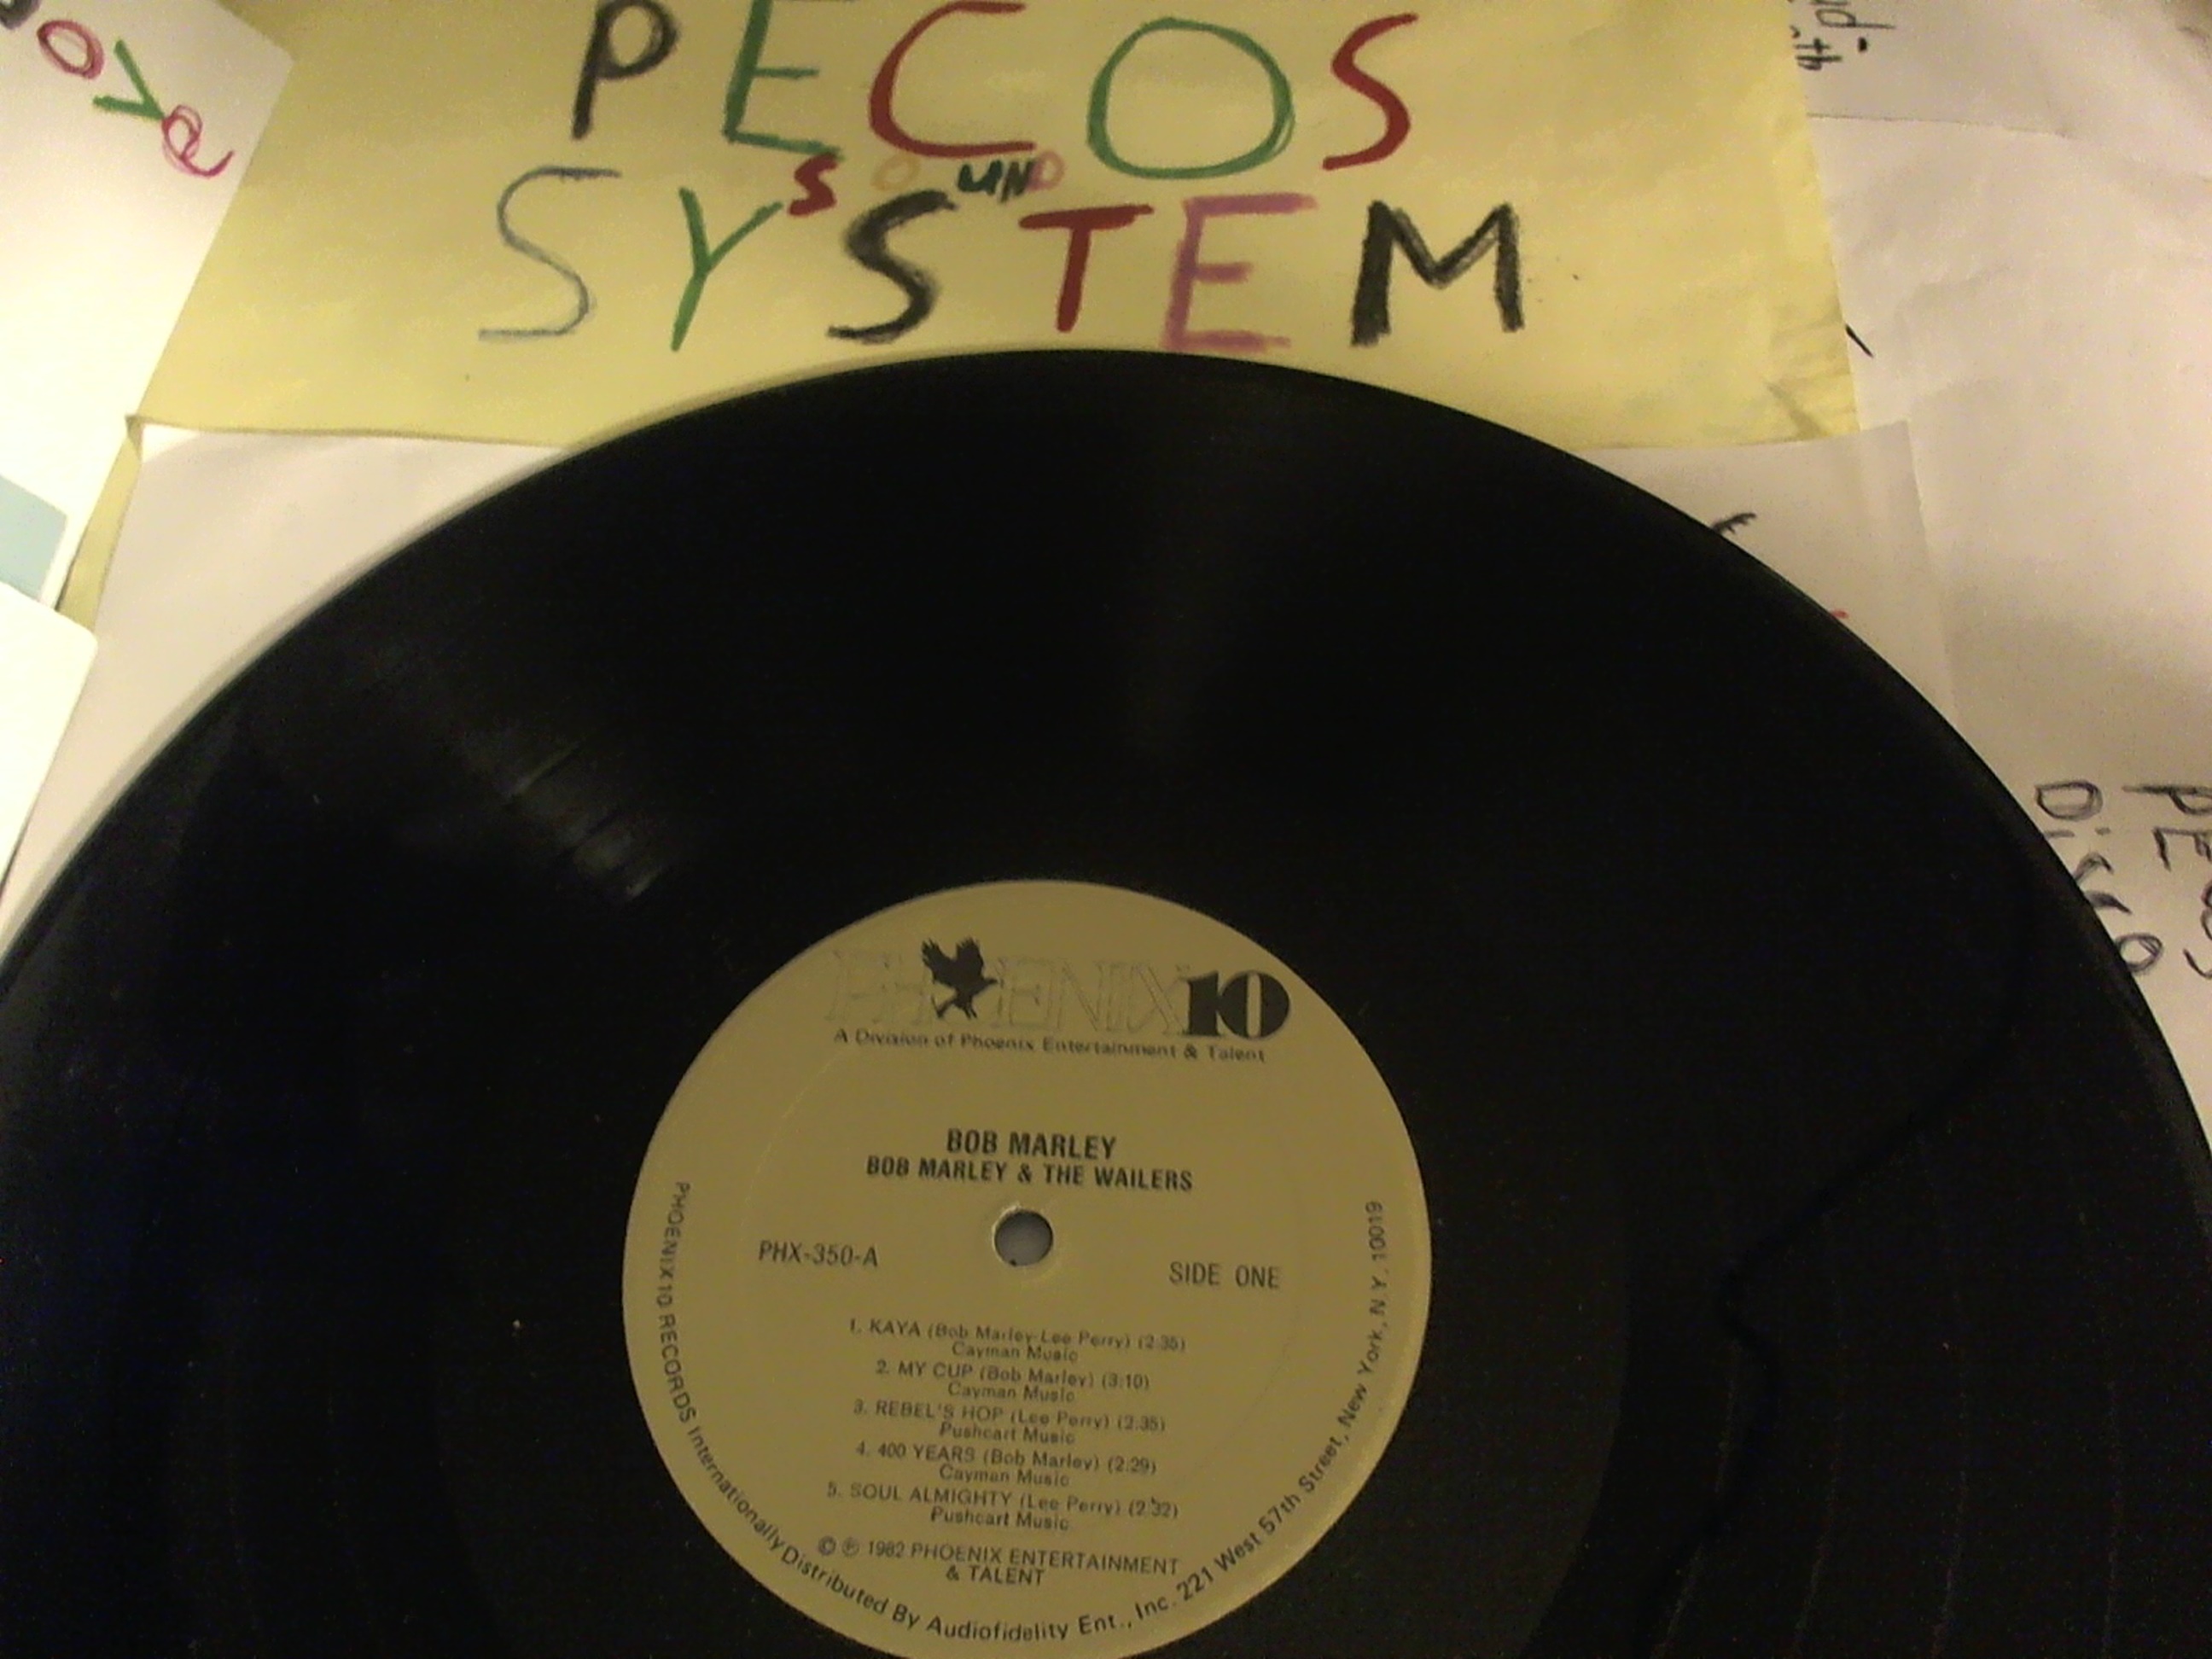 PECOS
SOUND
SYSTEM
ove
PECOS
Disco
PHOENIX10
A Division of Phoenix Entertainment & Talent
BOB MARLEY
BOB MARLEY & THE WAILERS
PHX-350-A
SIDE ONE
1. KAYA (Bob Marley-Lee Perry) (2:35)
Cayman Music
2. MY CUP (Bob Marley) (3:10)
Cayman Music
3. REBEL'S HOP (Lee Perry) (2:35)
Pushcart Music
4. 400 YEARS (Bob Marley) (2:29)
Cayman Music
5. SOUL ALMIGHTY (Lee Perry) (2:32)
Pushcart Music
© ℗ 1982 PHOENIX ENTERTAINMENT
& TALENT
PHOENIX10 RECORDS Internationally Distributed By Audiofidelity Ent., Inc. 221 West 57th Street, New York, N.Y. 10019